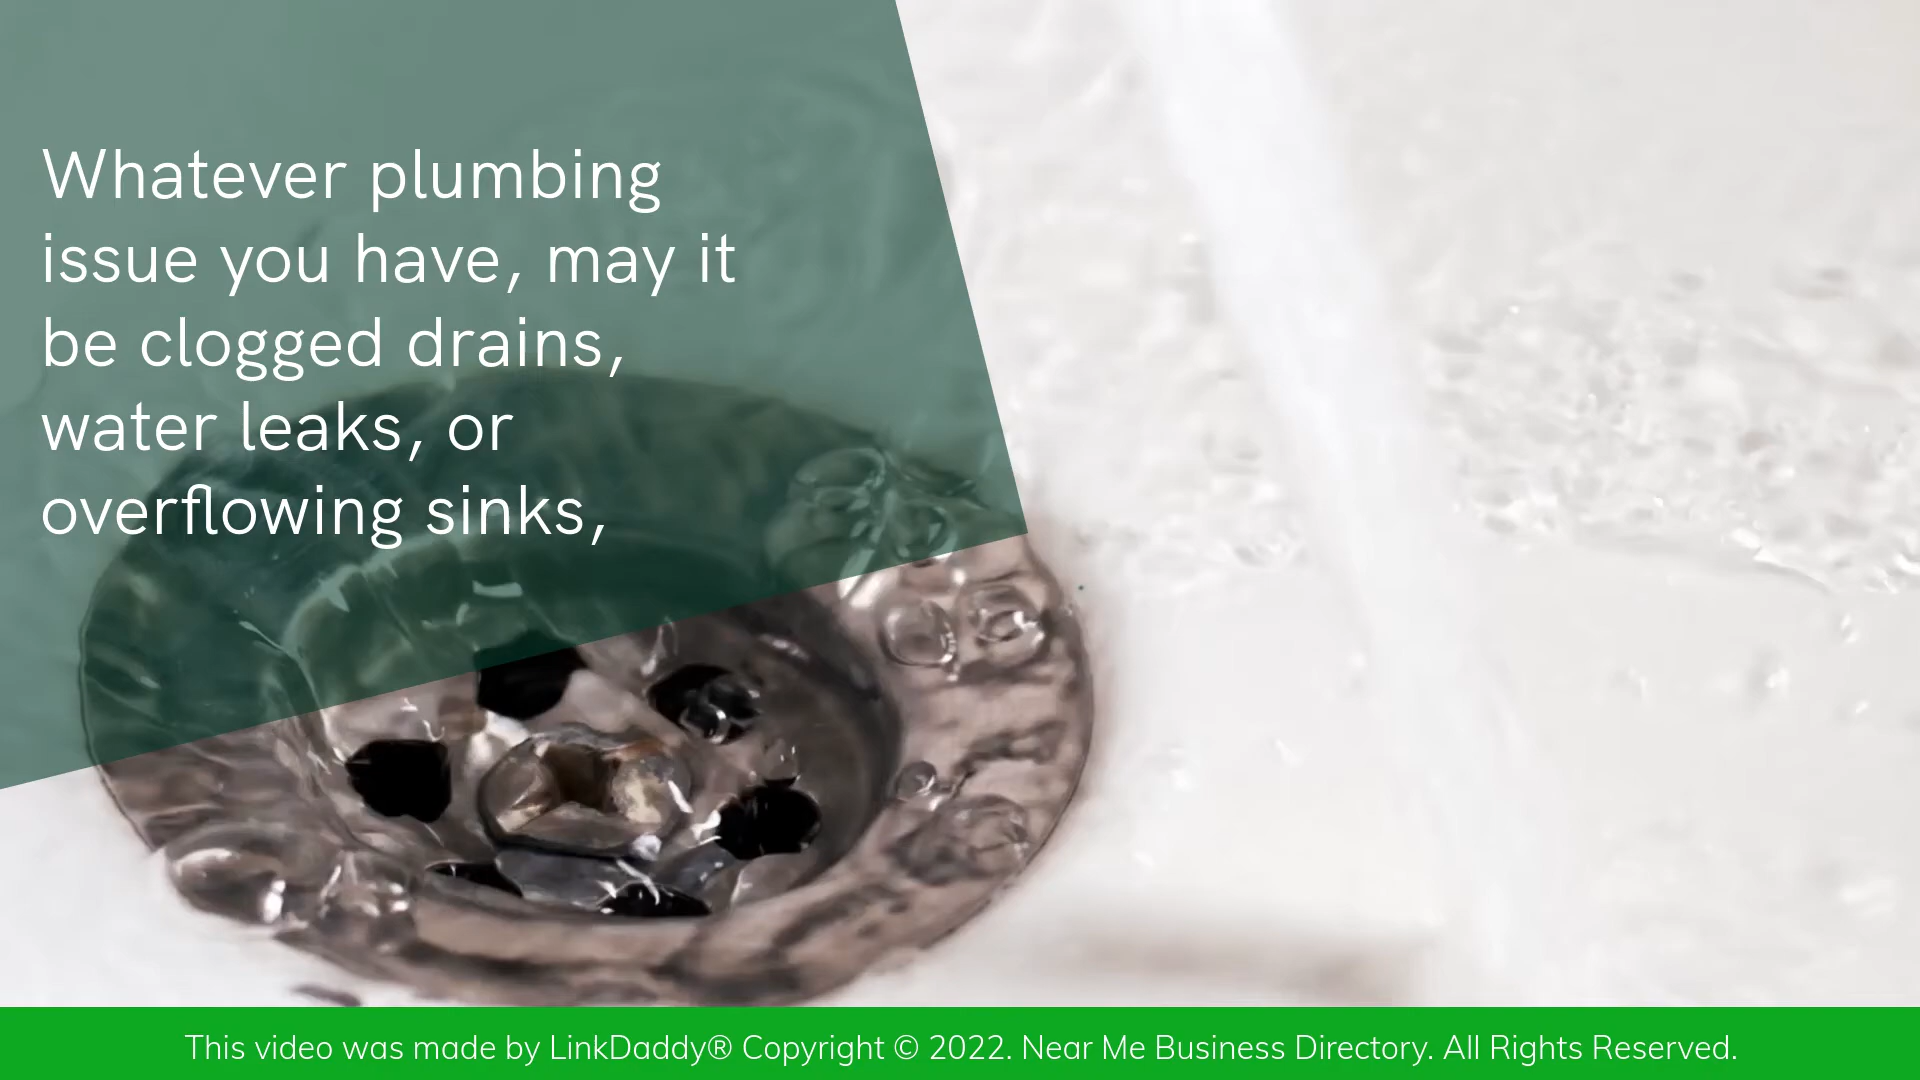 Whatever plumbing
issue you have, may it
be clogged drains,
water leaks, or
overflowing sinks,
This video was made by LinkDaddy® Copyright © 2022. Near Me Business Directory. All Rights Reserved.